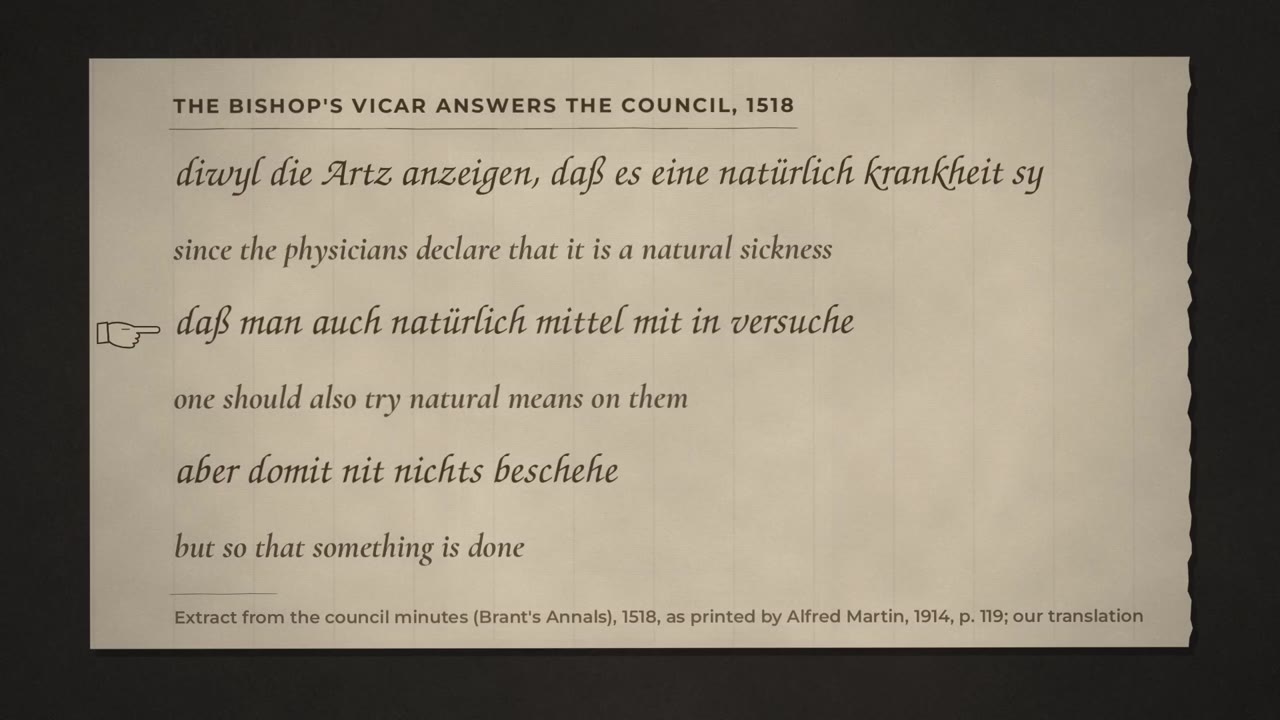 THE BISHOP'S VICAR ANSWERS THE COUNCIL, 1518
diwyl die Artz anzeigen, daß es eine natürlich krankheit sy
since the physicians declare that it is a natural sickness
daß man auch natürlich mittel mit in versuche
one should also try natural means on them
aber domit nit nichts beschehe
but so that something is done
Extract from the council minutes (Brant's Annals), 1518, as printed by Alfred Martin, 1914, p. 119; our translation